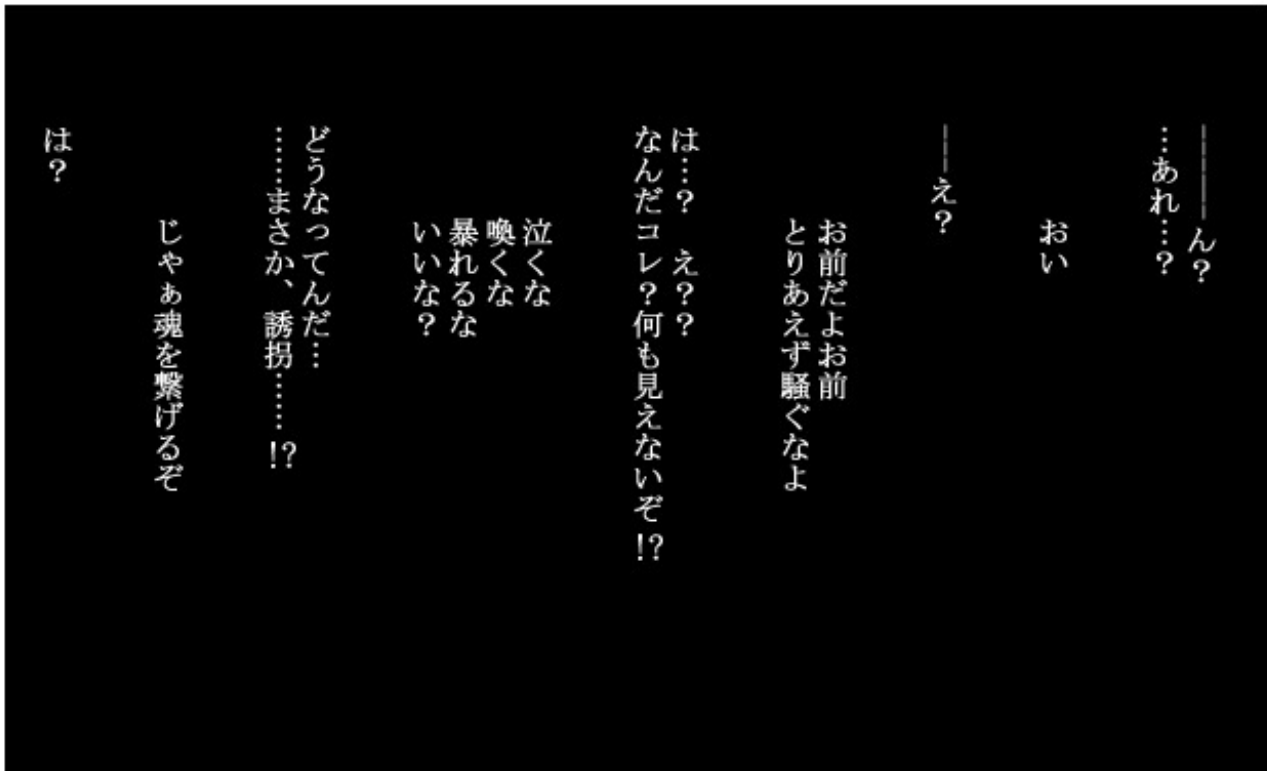 ――――ん？
…あれ…？
おい
―――え？
お前だよお前
とりあえず騒ぐなよ
は…？　え？？
なんだコレ？何も見えないぞ!?
泣くな
喚くな
暴れるな
いいな？
どうなってんだ…
……まさか、誘拐……!?
じゃぁ魂を繋げるぞ
は？